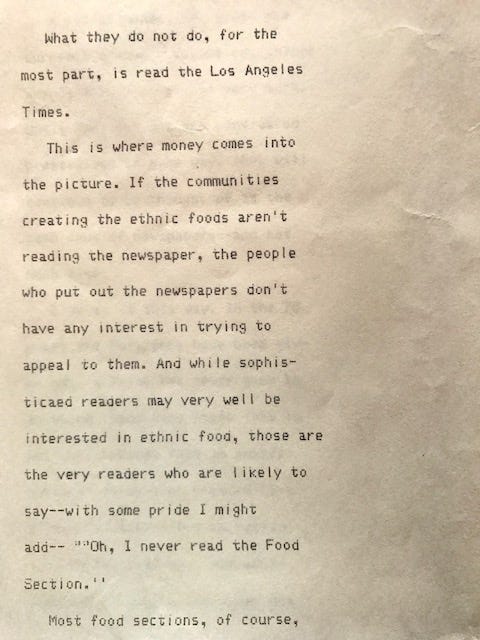 What they do not do, for the
most part, is read the Los Angeles
Times.
This is where money comes into
the picture. If the communities
creating the ethnic foods aren't
reading the newspaper, the people
who put out the newspapers don't
have any interest in trying to
appeal to them. And while sophis-
ticaed readers may very well be
interested in ethnic food, those are
the very readers who are likely to
say--with some pride I might
add-- ""Oh, I never read the Food
Section.''
Most food sections, of course,